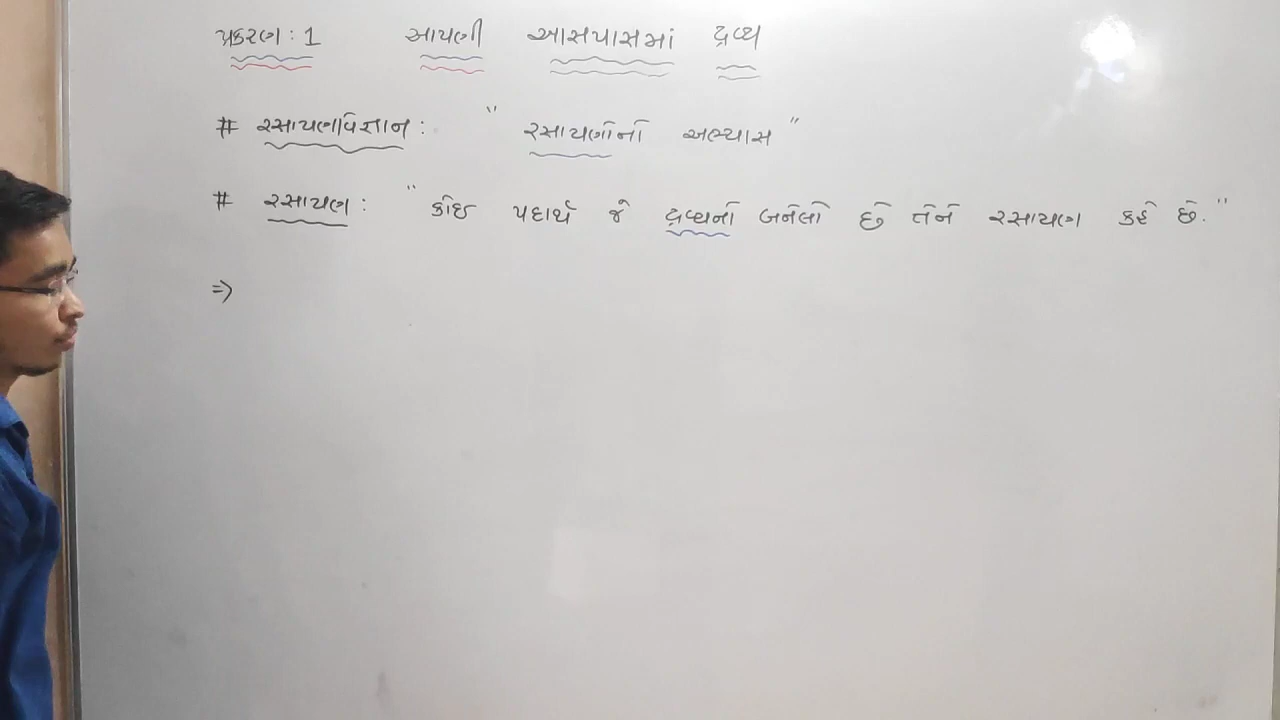 પ્રકરણ : 1 આપણી આસપાસમાં દ્રવ્ય
# રસાયણવિજ્ઞાન : " રસાયણોનો અભ્યાસ "
# રસાયણ : " કોઇ પદાર્થ જે દ્રવ્યનો બનેલો છે તેને રસાયણ કહે છે. "
⇒